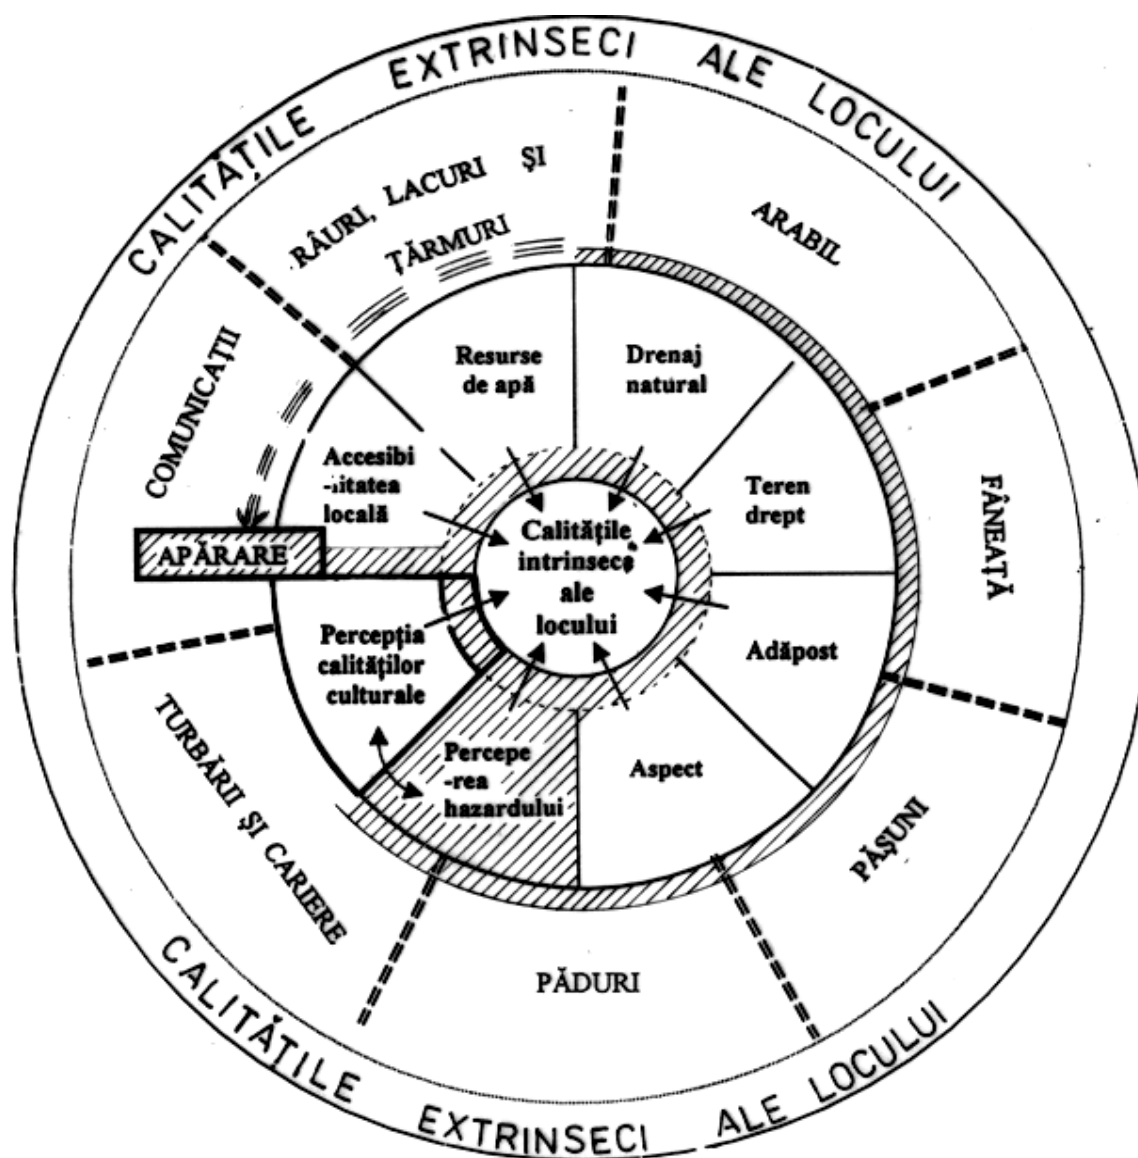 CALITĂȚILE EXTRINSECI ALE LOCULUI
RÂURI, LACURI ȘI
ȚĂRMURI
ARABIL
COMUNICAȚII
FÂNEAȚĂ
Resurse
de apă
Drenaj
natural
Accesibi
-litatea
locală
Teren
drept
APĂRARE
Calitățile
intrinsece
ale
locului
Percepția
calităților
culturale
Adăpost
Percepe
-rea
hazardului
Aspect
TURBĂRII ȘI CARIERE
PĂȘUNI
PĂDURI
CALITĂȚILE EXTRINSECI ALE LOCULUI